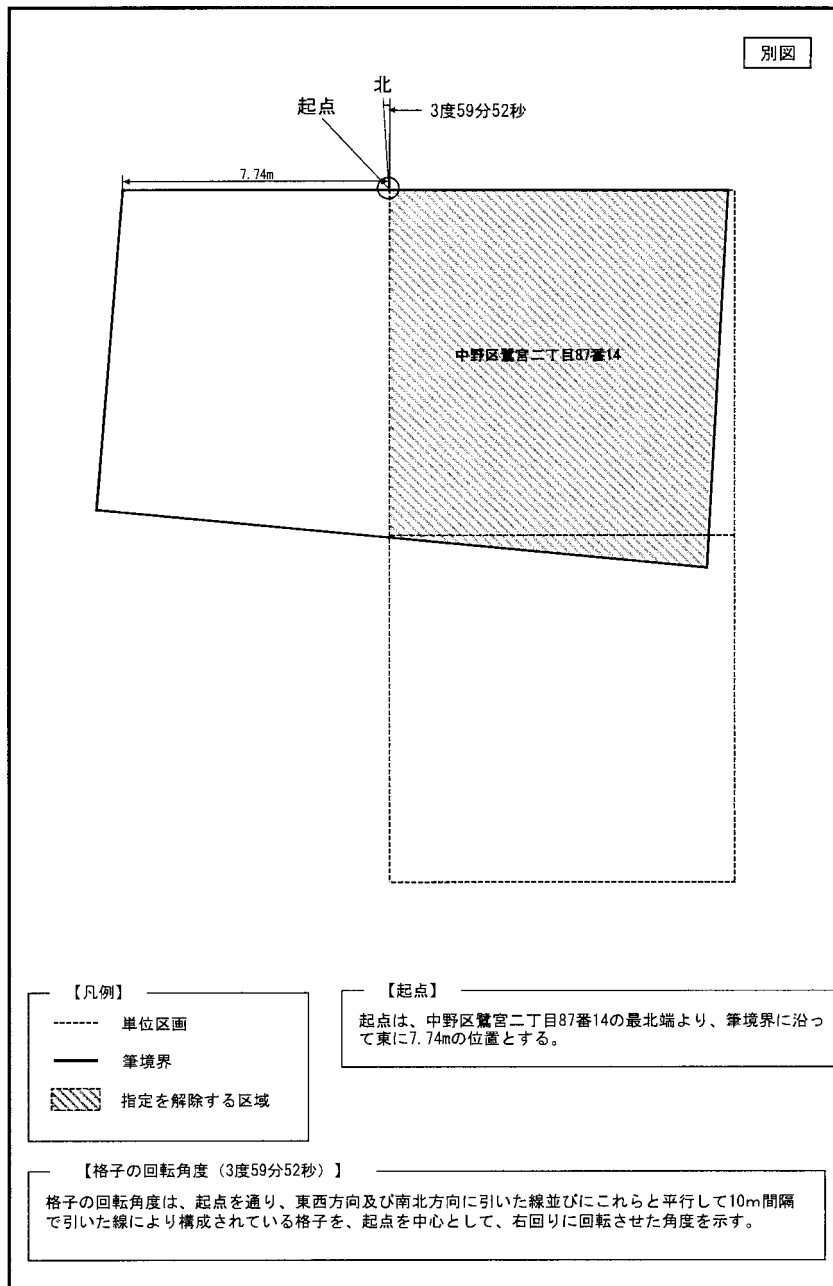 別図
北
起点
3度59分52秒
7.74m
中野区鷺宮二丁目87番14
【凡例】
単位区画
筆境界
指定を解除する区域
【起点】
起点は、中野区鷺宮二丁目87番14の最北端より、筆境界に沿っ
て東に7.74mの位置とする。
【格子の回転角度（3度59分52秒）】
格子の回転角度は、起点を通り、東西方向及び南北方向に引いた線並びにこれらと平行して10m間隔
で引いた線により構成されている格子を、起点を中心として、右回りに回転させた角度を示す。